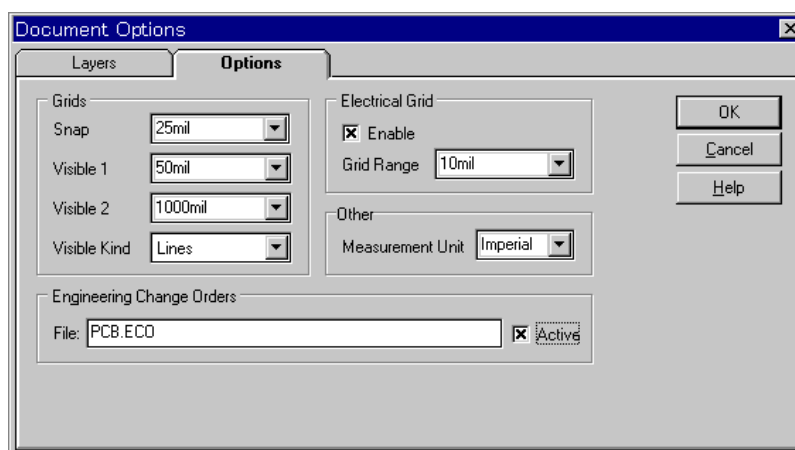 Document Options
Layers
Options
Grids
Snap
25mil
Visible 1
50mil
Visible 2
1000mil
Visible Kind
Lines
Electrical Grid
Enable
Grid Range
10mil
Other
Measurement Unit
Imperial
Engineering Change Orders
File:
PCB.ECO
Active
OK
Cancel
Help